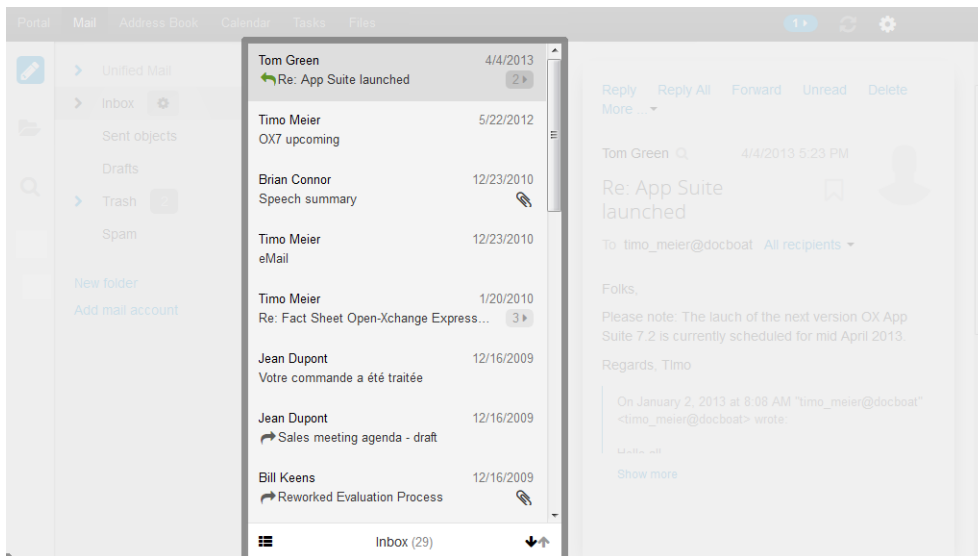 Portal Mail Address Book Calendar Tasks Files 1
Unified Mail
Inbox
Sent objects
Drafts
Trash 2
Spam
New folder
Add mail account
Tom Green 4/4/2013
Re: App Suite launched 2
Timo Meier 5/22/2012
OX7 upcoming
Brian Connor 12/23/2010
Speech summary
Timo Meier 12/23/2010
eMail
Timo Meier 1/20/2010
Re: Fact Sheet Open-Xchange Express... 3
Jean Dupont 12/16/2009
Votre commande a été traitée
Jean Dupont 12/16/2009
Sales meeting agenda - draft
Bill Keens 12/16/2009
Reworked Evaluation Process
Inbox (29)
Reply Reply All Forward Unread Delete
More ...
Tom Green 4/4/2013 5:23 PM
Re: App Suite
launched
To timo_meier@docboat All recipients
Folks,
Please note: The lauch of the next version OX App
Suite 7.2 is currently scheduled for mid April 2013.
Regards, TImo
On January 2, 2013 at 8:08 AM "timo_meier@docboat"
<timo_meier@docboat> wrote:
Hello all
Show more